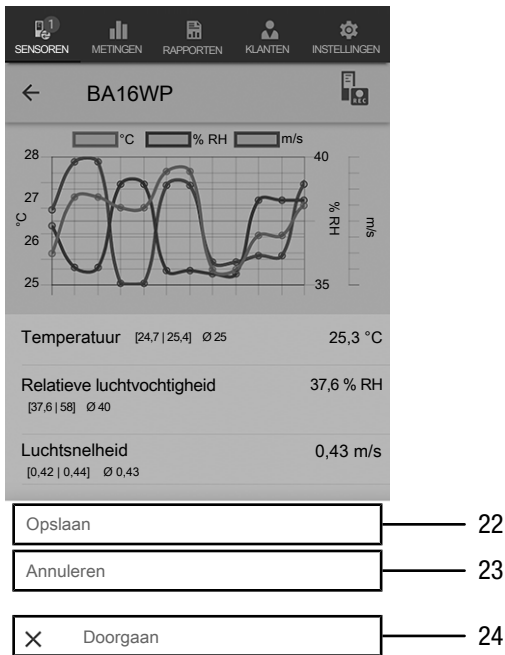 1
SENSOREN METINGEN RAPPORTEN KLANTEN INSTELLINGEN
BA16WP
REC
°C % RH m/s
28 40
27
°C % RH m/s
26
25 35
Temperatuur [24,7 | 25,4] Ø 25 25,3 °C
Relatieve luchtvochtigheid 37,6 % RH
[37,6 | 58] Ø 40
Luchtsnelheid 0,43 m/s
[0,42 | 0,44] Ø 0,43
Opslaan 22
Annuleren 23
Doorgaan 24